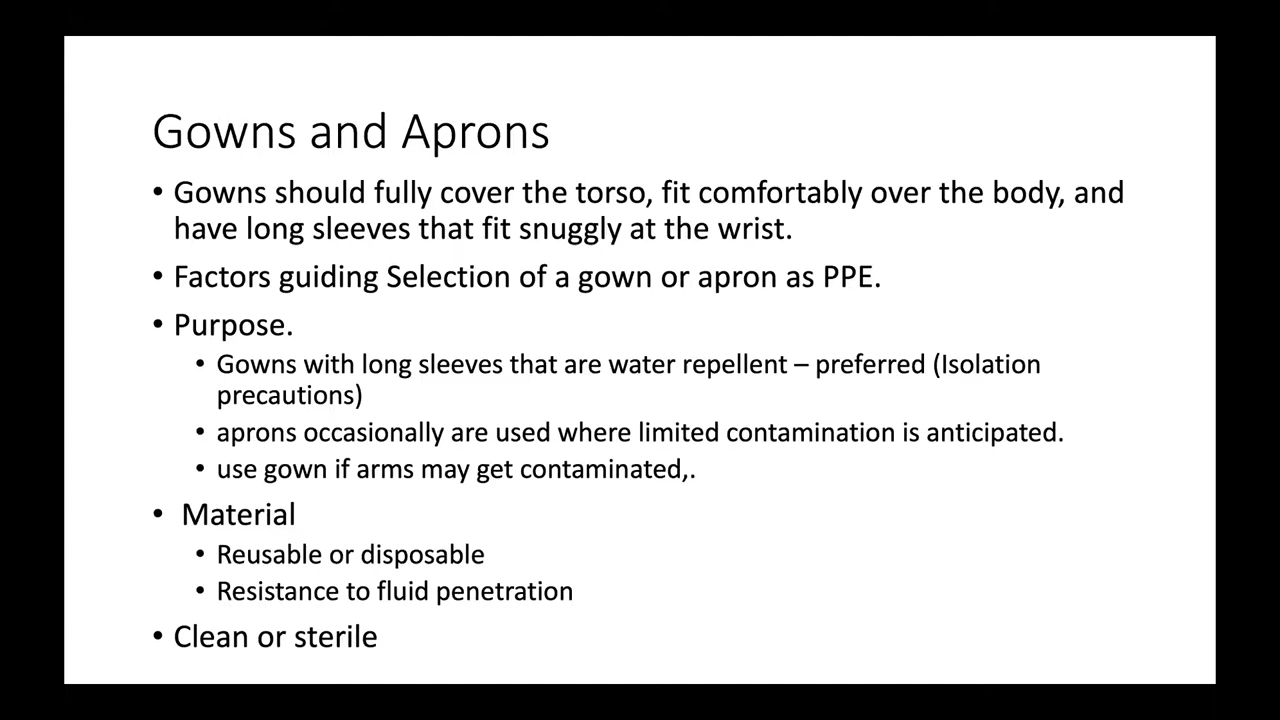 Gowns and Aprons
• Gowns should fully cover the torso, fit comfortably over the body, and
have long sleeves that fit snuggly at the wrist.
• Factors guiding Selection of a gown or apron as PPE.
• Purpose.
• Gowns with long sleeves that are water repellent – preferred (Isolation
precautions)
• aprons occasionally are used where limited contamination is anticipated.
• use gown if arms may get contaminated,.
• Material
• Reusable or disposable
• Resistance to fluid penetration
• Clean or sterile